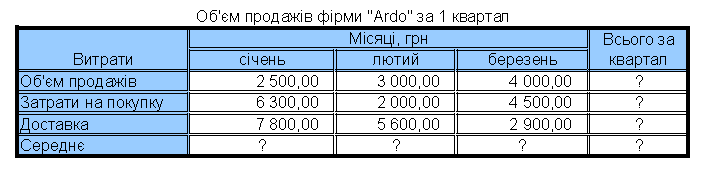 Об'єм продажів фірми "Ardo" за 1 квартал
Місяці, грн Всього за
Витрати січень лютий березень квартал
Об'єм продажів 2 500,00 3 000,00 4 000,00 ?
Затрати на покупку 6 300,00 2 000,00 4 500,00 ?
Доставка 7 800,00 5 600,00 2 900,00 ?
Середнє ? ? ? ?